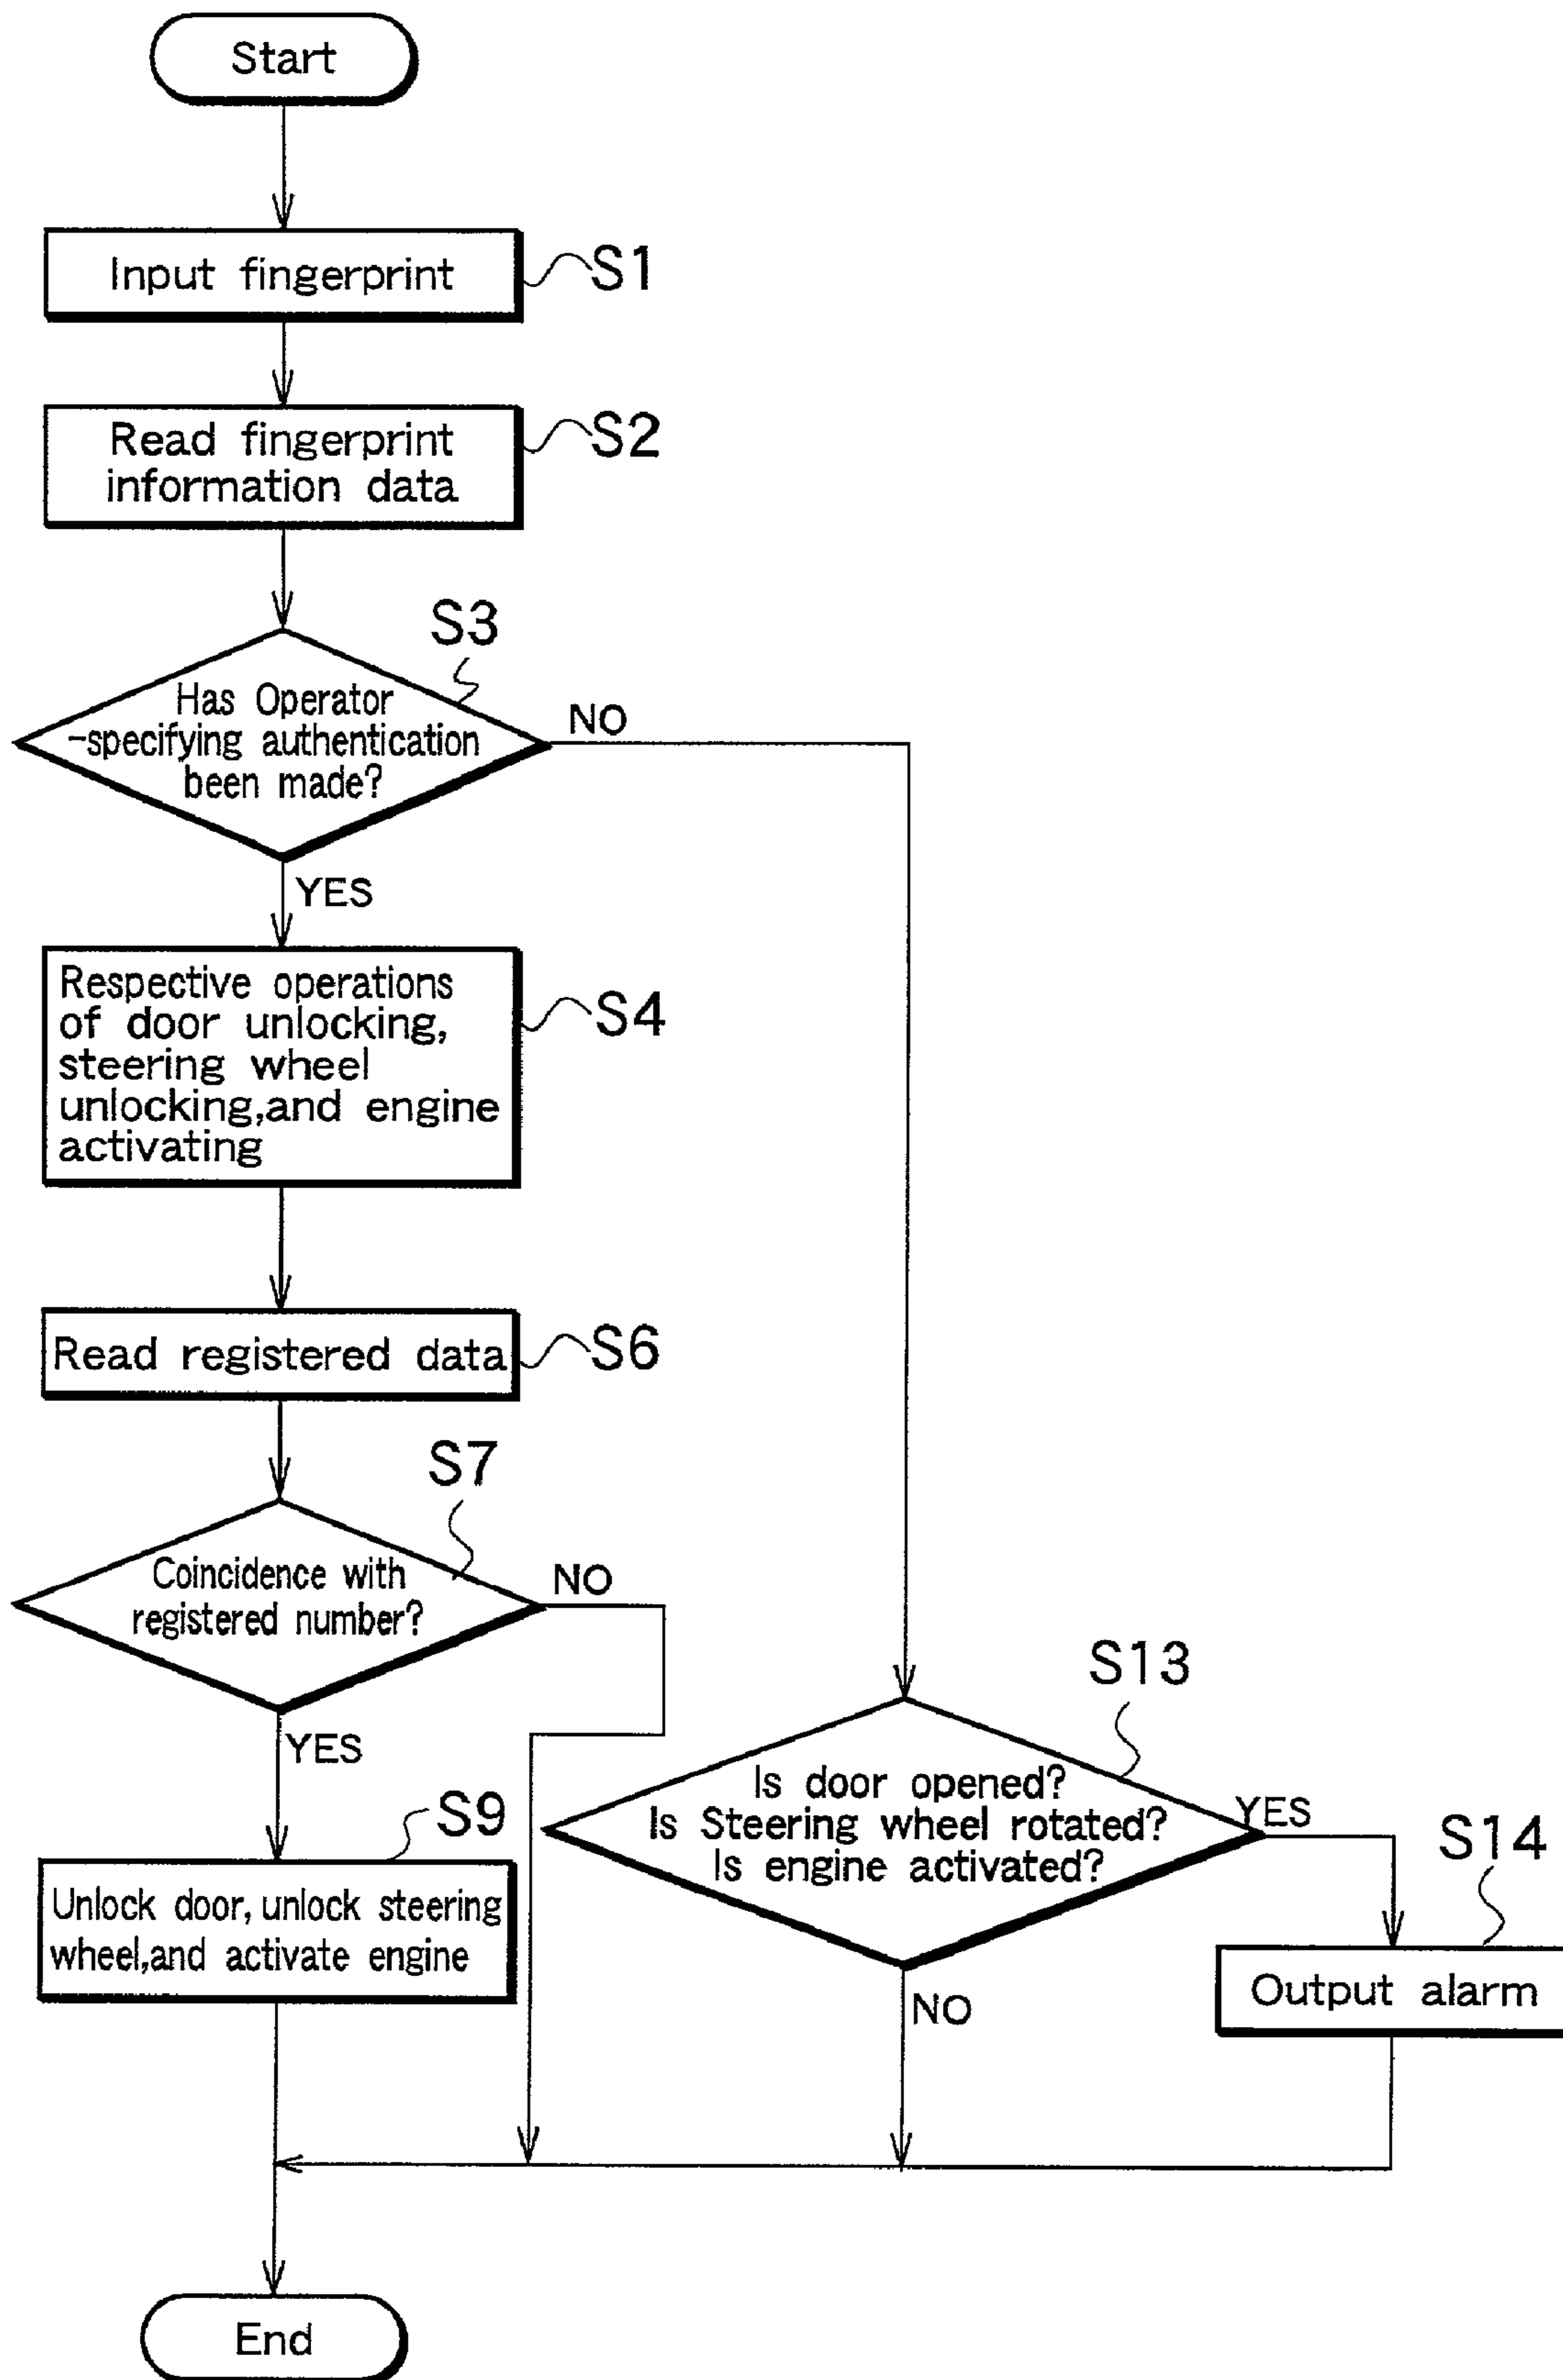 Start
Input fingerprint
S1
Read fingerprint
information data
S2
S3
Has Operator
-specifying authentication
been made?
NO
YES
Respective operations
of door unlocking,
steering wheel
unlocking,and engine
activating
S4
Read registered data
S6
S7
Coincidence with
registered number?
NO
YES
S9
Unlock door, unlock steering
wheel,and activate engine
S13
Is door opened?
Is Steering wheel rotated?
Is engine activated?
YES
NO
S14
Output alarm
End